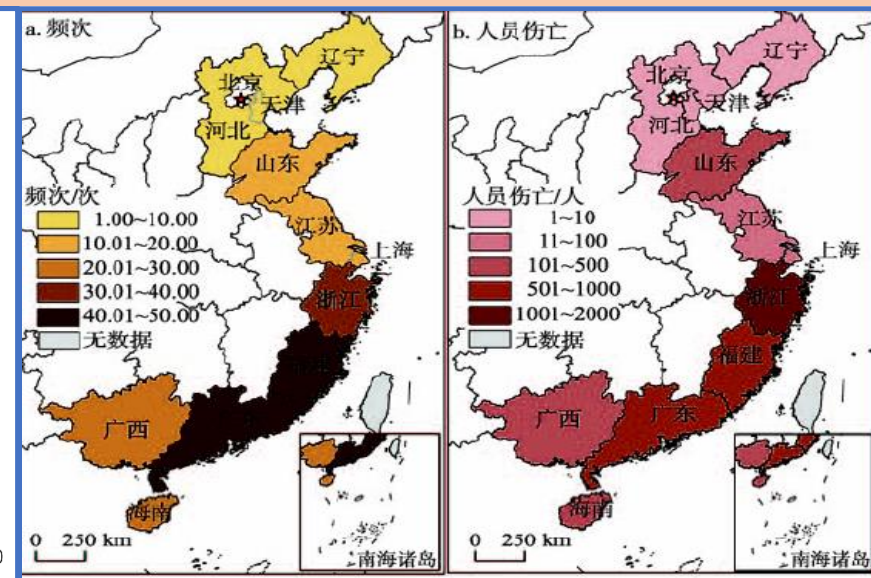 a. 频次
辽宁
北京
天津
河北
山东
频次/次
1.00~10.00
10.01~20.00
20.01~30.00
30.01~40.00
40.01~50.00
无数据
江苏
上海
浙江
广西
海南
0 250 km
南海诸岛
b. 人员伤亡
辽宁
北京
天津
河北
山东
人员伤亡/人
1~10
11~100
101~500
501~1000
1001~2000
无数据
江苏
上海
浙江
福建
广西
广东
海南
0 250 km
南海诸岛